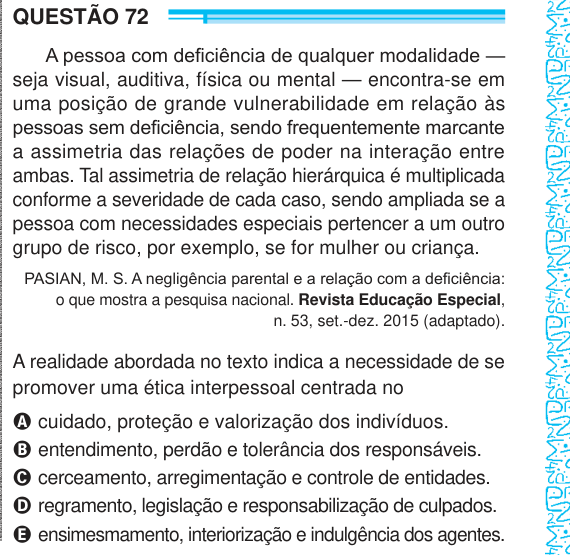 QUESTÃO 72
A pessoa com deficiência de qualquer modalidade —
seja visual, auditiva, física ou mental — encontra-se em
uma posição de grande vulnerabilidade em relação às
pessoas sem deficiência, sendo frequentemente marcante
a assimetria das relações de poder na interação entre
ambas. Tal assimetria de relação hierárquica é multiplicada
conforme a severidade de cada caso, sendo ampliada se a
pessoa com necessidades especiais pertencer a um outro
grupo de risco, por exemplo, se for mulher ou criança.
PASIAN, M. S. A negligência parental e a relação com a deficiência:
o que mostra a pesquisa nacional. Revista Educação Especial,
n. 53, set.-dez. 2015 (adaptado).
A realidade abordada no texto indica a necessidade de se
promover uma ética interpessoal centrada no
A cuidado, proteção e valorização dos indivíduos.
B entendimento, perdão e tolerância dos responsáveis.
C cerceamento, arregimentação e controle de entidades.
D regramento, legislação e responsabilização de culpados.
E ensimesmamento, interiorização e indulgência dos agentes.